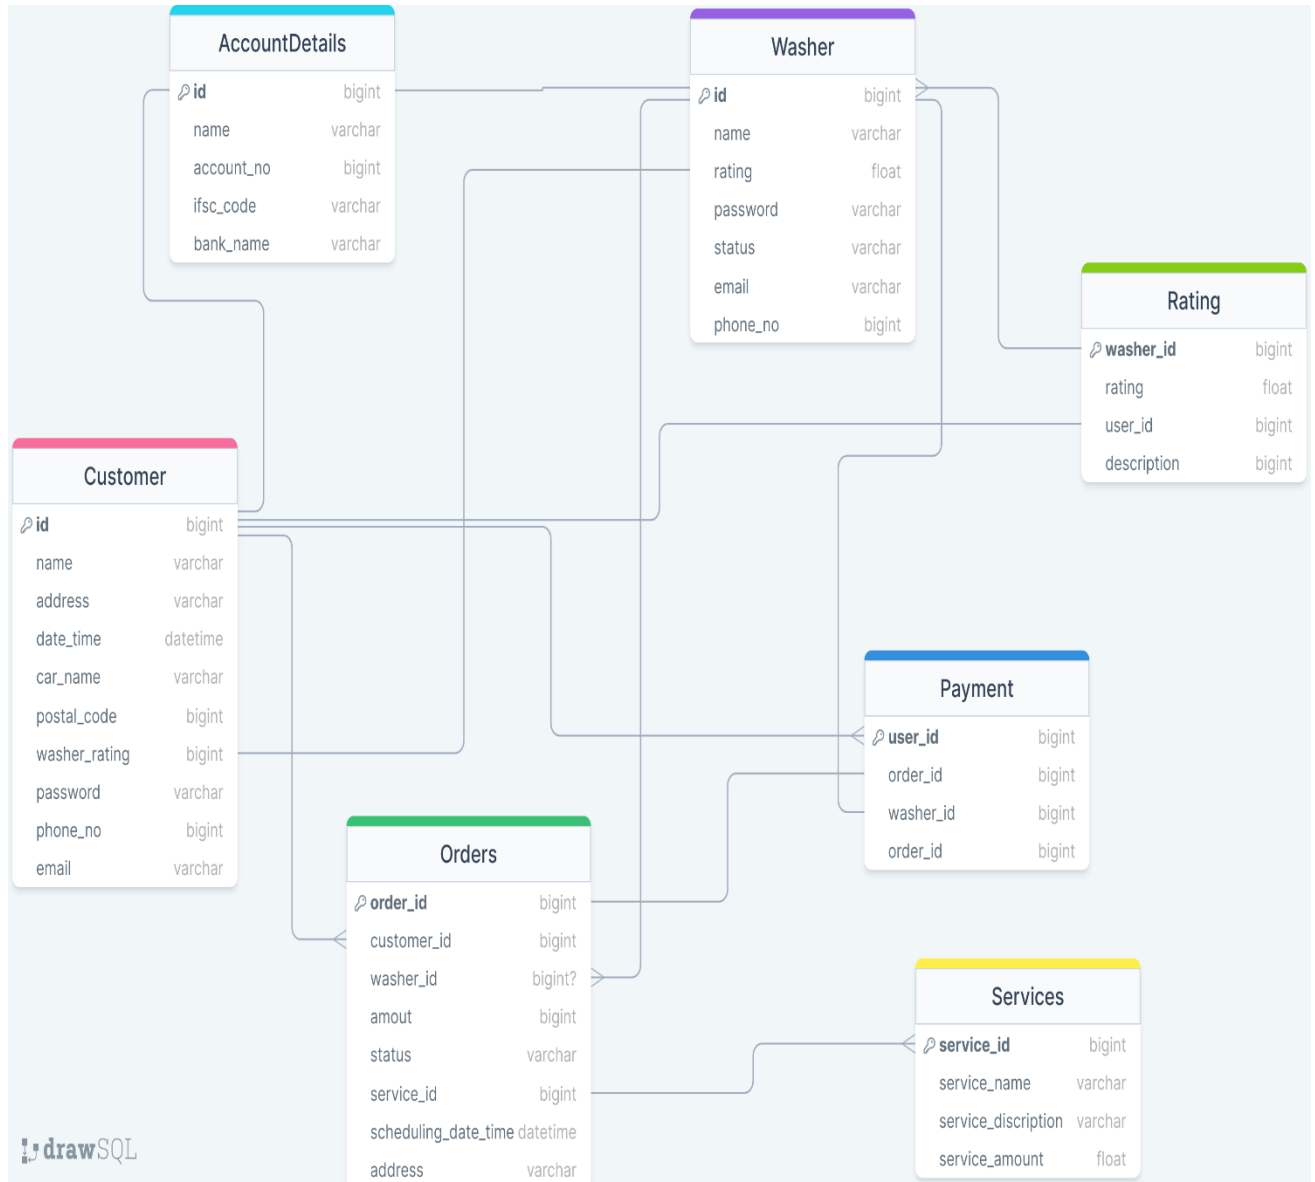 AccountDetails
id bigint
name varchar
account_no bigint
ifsc_code varchar
bank_name varchar
Washer
id bigint
name varchar
rating float
password varchar
status varchar
email varchar
phone_no bigint
Rating
washer_id bigint
rating float
user_id bigint
description bigint
Customer
id bigint
name varchar
address varchar
date_time datetime
car_name varchar
postal_code bigint
washer_rating bigint
password varchar
phone_no bigint
email varchar
Payment
user_id bigint
order_id bigint
washer_id bigint
order_id bigint
Orders
order_id bigint
customer_id bigint
washer_id bigint?
amout bigint
status varchar
service_id bigint
scheduling_date_time datetime
address varchar
Services
service_id bigint
service_name varchar
service_discription varchar
service_amount float
drawSQL